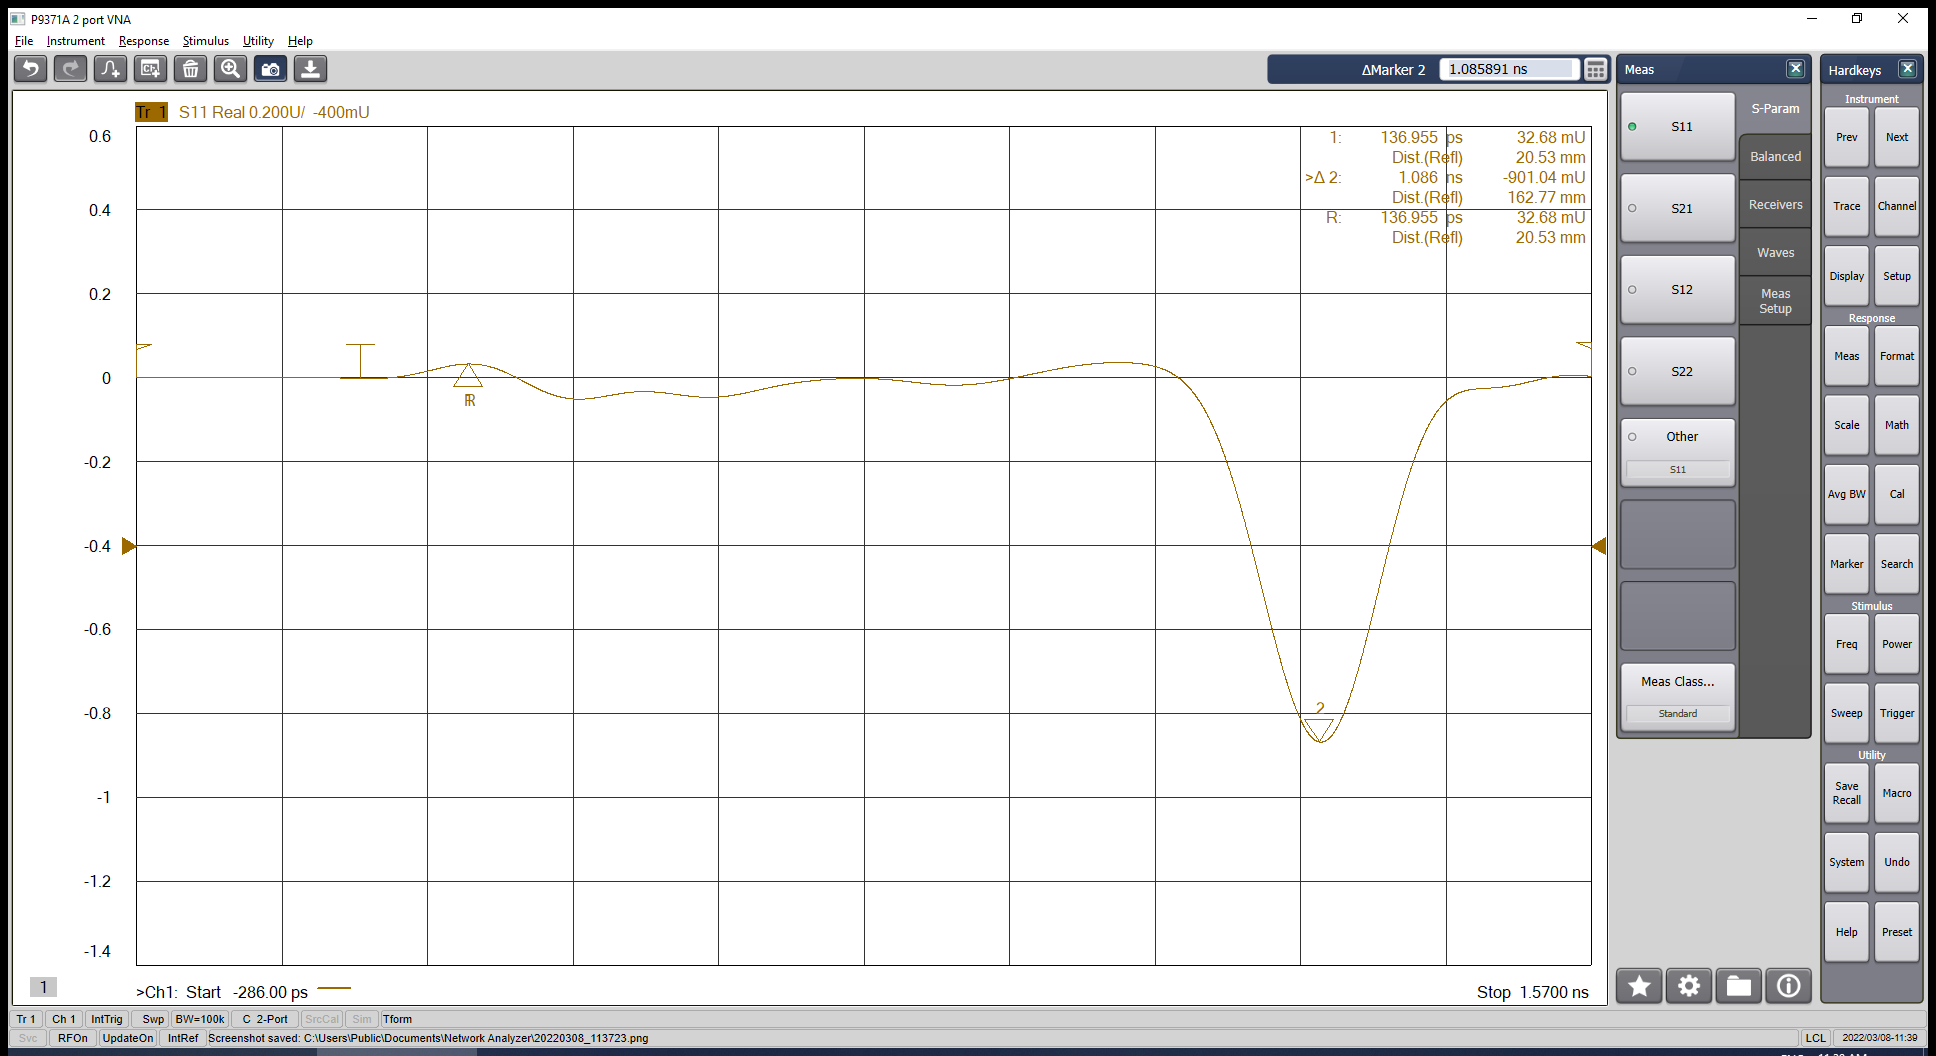 P9371A 2 port VNA
File Instrument Response Stimulus Utility Help
ΔMarker 2 1.085891 ns
Tr 1 S11 Real 0.200U/ -400mU
0.6
0.4
0.2
0
-0.2
-0.4
-0.6
-0.8
-1
-1.2
-1.4
1: 136.955 ps 32.68 mU
Dist.(Refl) 20.53 mm
>Δ 2: 1.086 ns -901.04 mU
Dist.(Refl) 162.77 mm
R: 136.955 ps 32.68 mU
Dist.(Refl) 20.53 mm
R
2
1
>Ch1: Start -286.00 ps
Stop 1.5700 ns
Meas
S11
S21
S12
S22
Other
S11
Meas Class...
Standard
S-Param
Balanced
Receivers
Waves
Meas
Setup
Hardkeys
Instrument
Prev Next
Trace Channel
Display Setup
Response
Meas Format
Scale Math
Avg BW Cal
Marker Search
Stimulus
Freq Power
Sweep Trigger
Utility
Save
Recall
Macro
System Undo
Help Preset
Tr 1 Ch 1 IntTrig Swp BW=100k C 2-Port SrcCal Sim Tform
Svc RFOn UpdateOn IntRef Screenshot saved: C:\Users\Public\Documents\Network Analyzer\20220308_113723.png LCL 2022/03/08-11:39